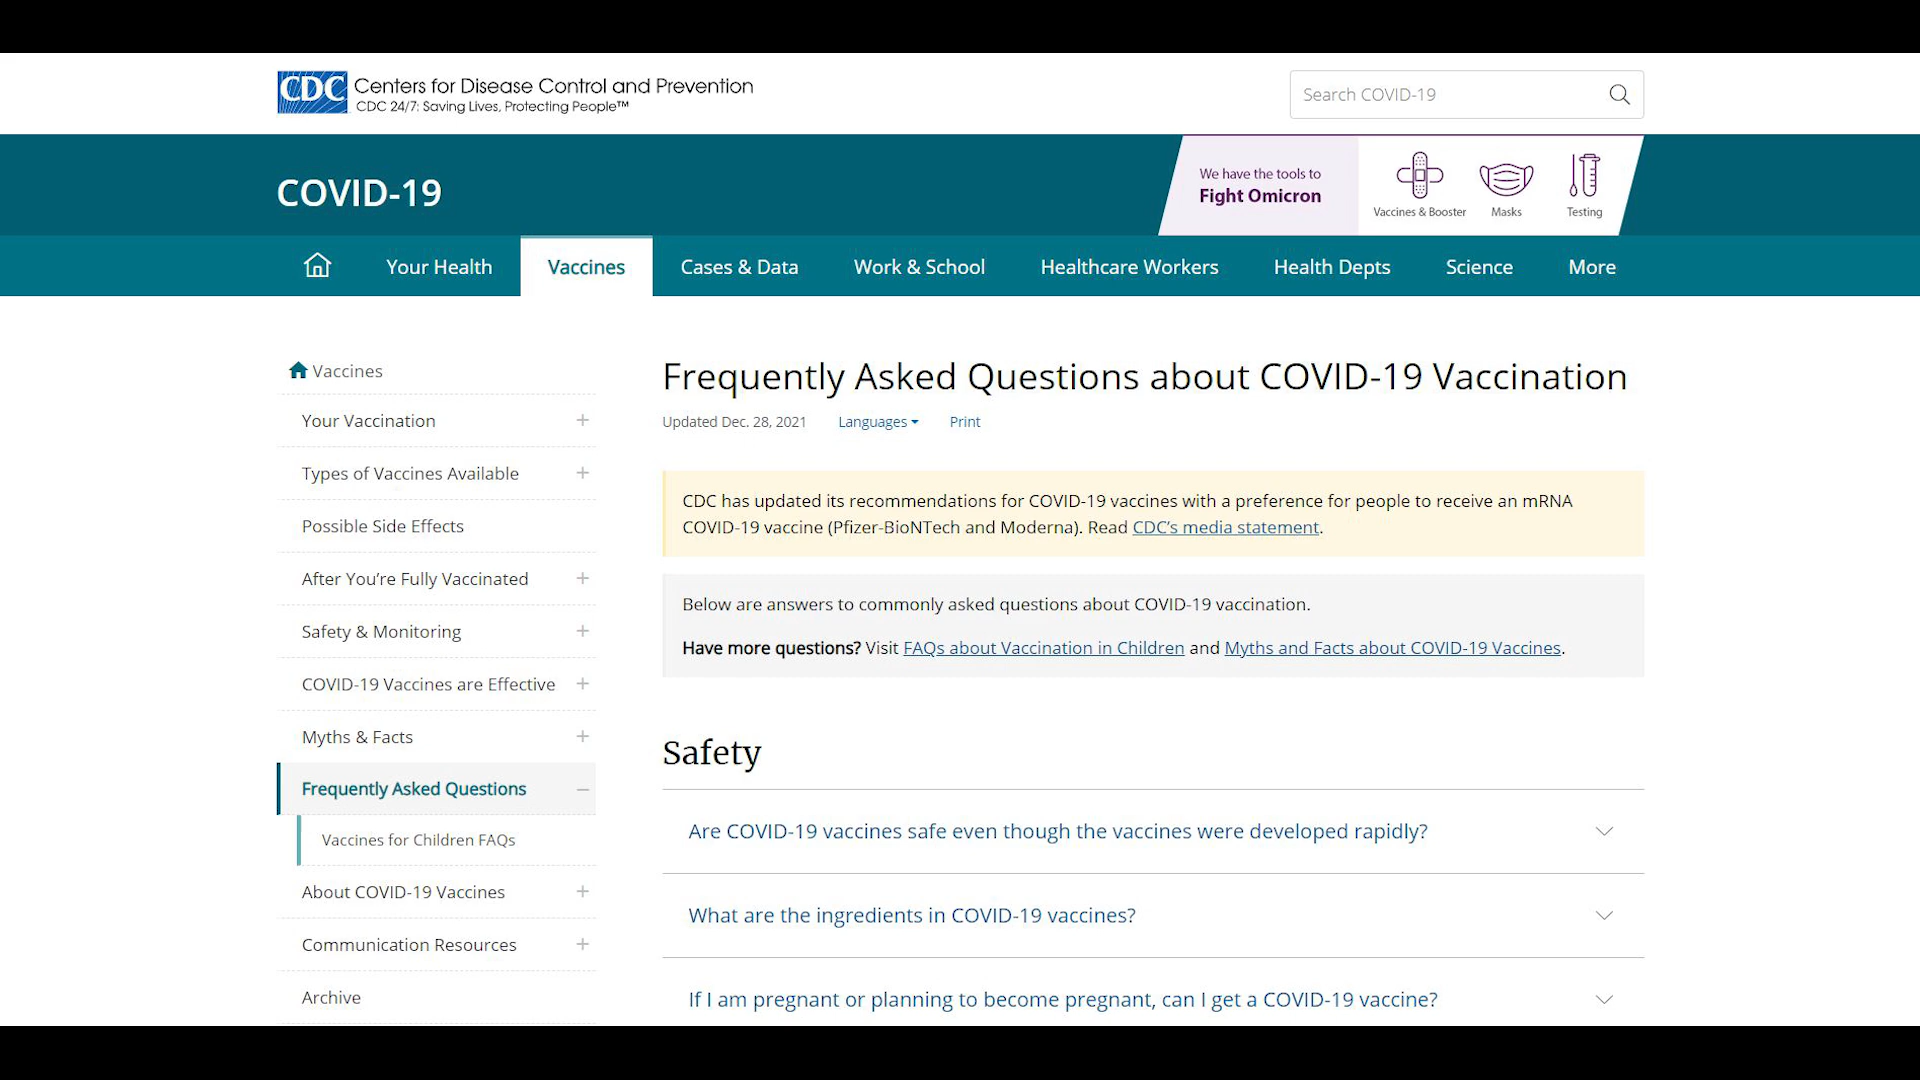 CDC Centers for Disease Control and Prevention
CDC 24/7: Saving Lives, Protecting People™
Search COVID-19
COVID-19
We have the tools to
Fight Omicron
Vaccines & Booster
Masks
Testing
Your Health
Vaccines
Cases & Data
Work & School
Healthcare Workers
Health Depts
Science
More
Vaccines
Your Vaccination
Types of Vaccines Available
Possible Side Effects
After You’re Fully Vaccinated
Safety & Monitoring
COVID-19 Vaccines are Effective
Myths & Facts
Frequently Asked Questions
Vaccines for Children FAQs
About COVID-19 Vaccines
Communication Resources
Archive
Frequently Asked Questions about COVID-19 Vaccination
Updated Dec. 28, 2021 Languages Print
CDC has updated its recommendations for COVID-19 vaccines with a preference for people to receive an mRNA
COVID-19 vaccine (Pfizer-BioNTech and Moderna). Read CDC’s media statement.
Below are answers to commonly asked questions about COVID-19 vaccination.
Have more questions? Visit FAQs about Vaccination in Children and Myths and Facts about COVID-19 Vaccines.
Safety
Are COVID-19 vaccines safe even though the vaccines were developed rapidly?
What are the ingredients in COVID-19 vaccines?
If I am pregnant or planning to become pregnant, can I get a COVID-19 vaccine?